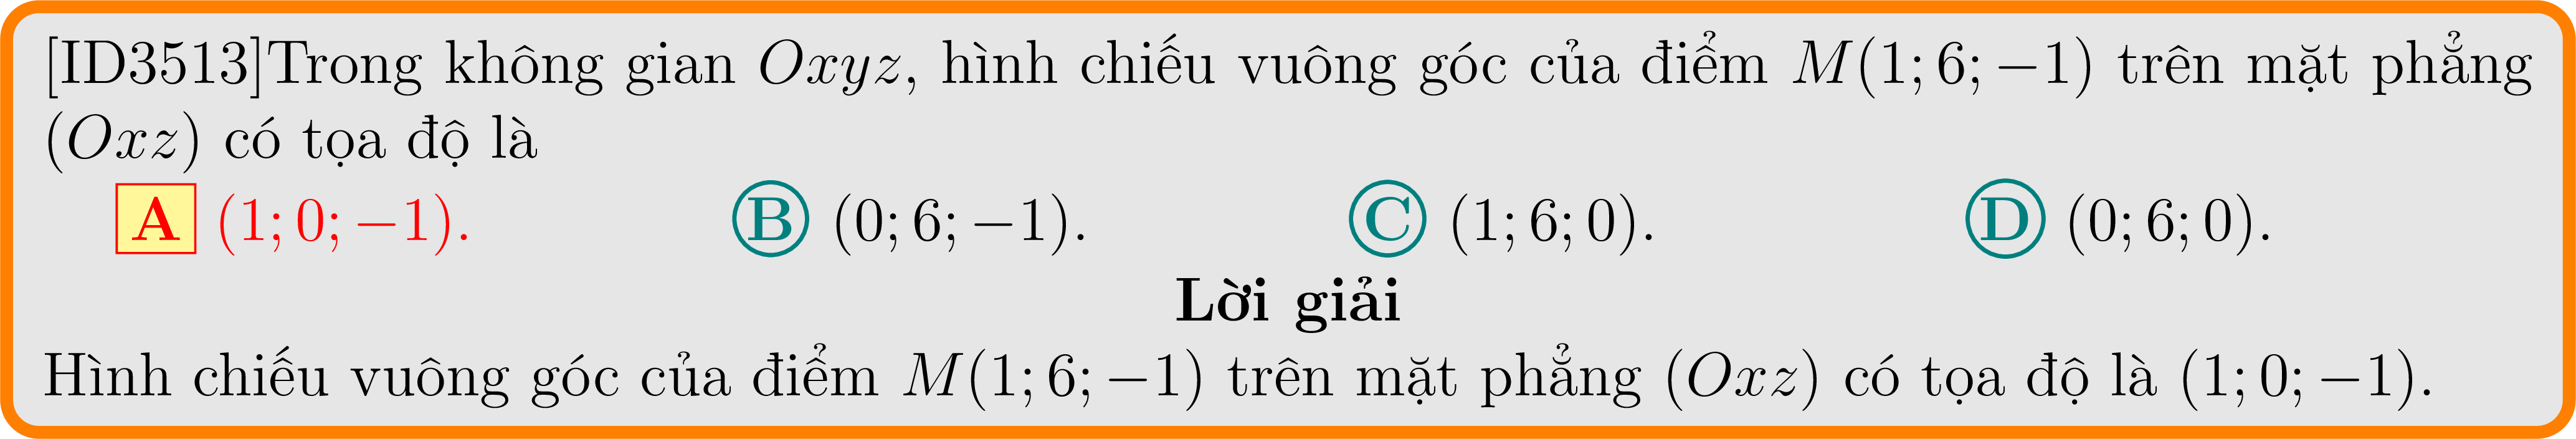 [ID3513]Trong không gian Oxyz, hình chiếu vuông góc của điểm M(1; 6; −1) trên mặt phẳng
(Oxz) có tọa độ là
A (1; 0; −1). B (0; 6; −1). C (1; 6; 0). D (0; 6; 0).
Lời giải
Hình chiếu vuông góc của điểm M(1; 6; −1) trên mặt phẳng (Oxz) có tọa độ là (1; 0; −1).